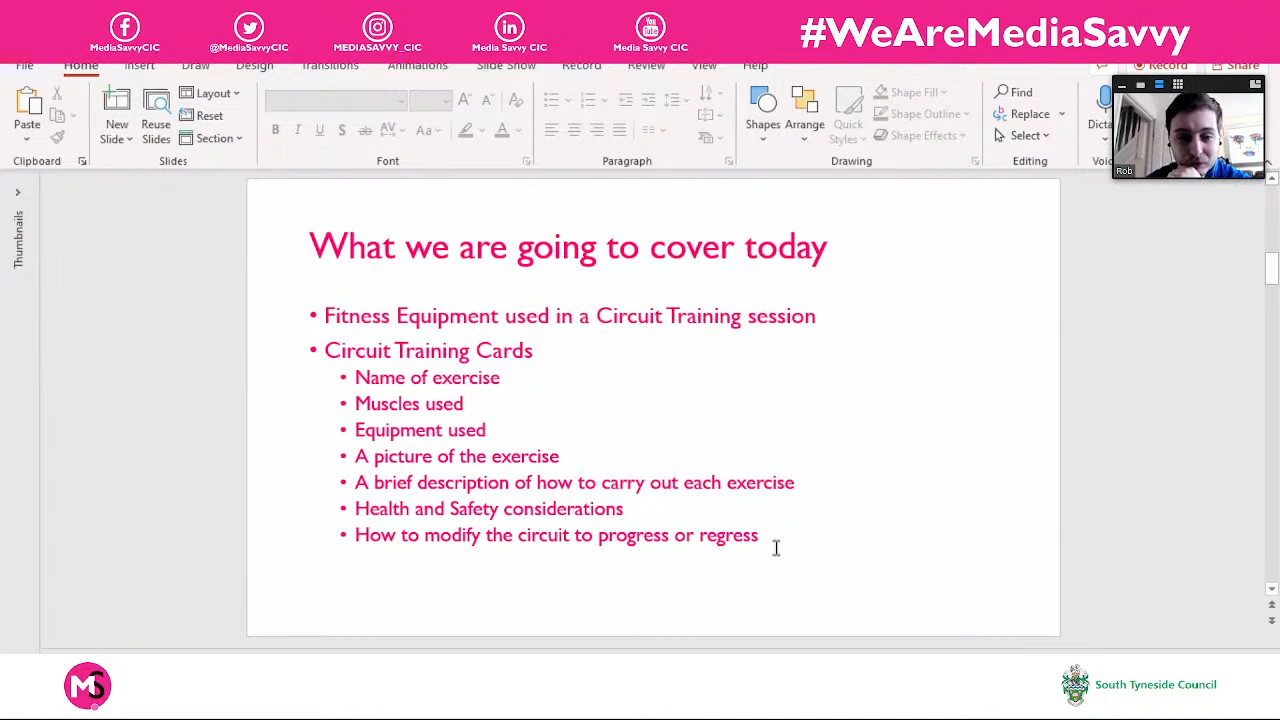 MediaSavvyCIC
@MediaSavvyCIC
MEDIASAVVY_CIC
Media Savvy CIC
You Tube
Media Savvy CIC
#WeAreMediaSavvy
File Home Insert Draw Design Transitions Animations Slide Show Record Review View Help Record Share
Paste
New Slide
Reuse Slides
Layout
Reset
Section
Shapes
Arrange
Quick Styles
Shape Fill
Shape Outline
Shape Effects
Find
Replace
Select
Clipboard
Slides
Font
Paragraph
Drawing
Editing
Rob
Thumbnails
What we are going to cover today
• Fitness Equipment used in a Circuit Training session
• Circuit Training Cards
• Name of exercise
• Muscles used
• Equipment used
• A picture of the exercise
• A brief description of how to carry out each exercise
• Health and Safety considerations
• How to modify the circuit to progress or regress
MS
South Tyneside Council